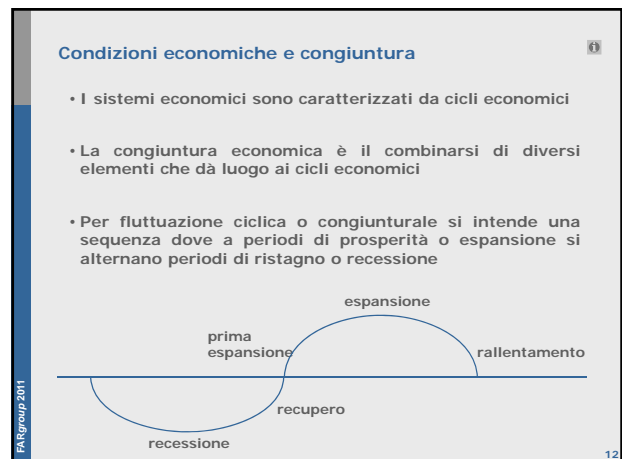 Condizioni economiche e congiuntura
• I sistemi economici sono caratterizzati da cicli economici
• La congiuntura economica è il combinarsi di diversi
elementi che dà luogo ai cicli economici
• Per fluttuazione ciclica o congiunturale si intende una
sequenza dove a periodi di prosperità o espansione si
alternano periodi di ristagno o recessione
espansione
prima
espansione
rallentamento
recupero
recessione
FARgroup 2011
12